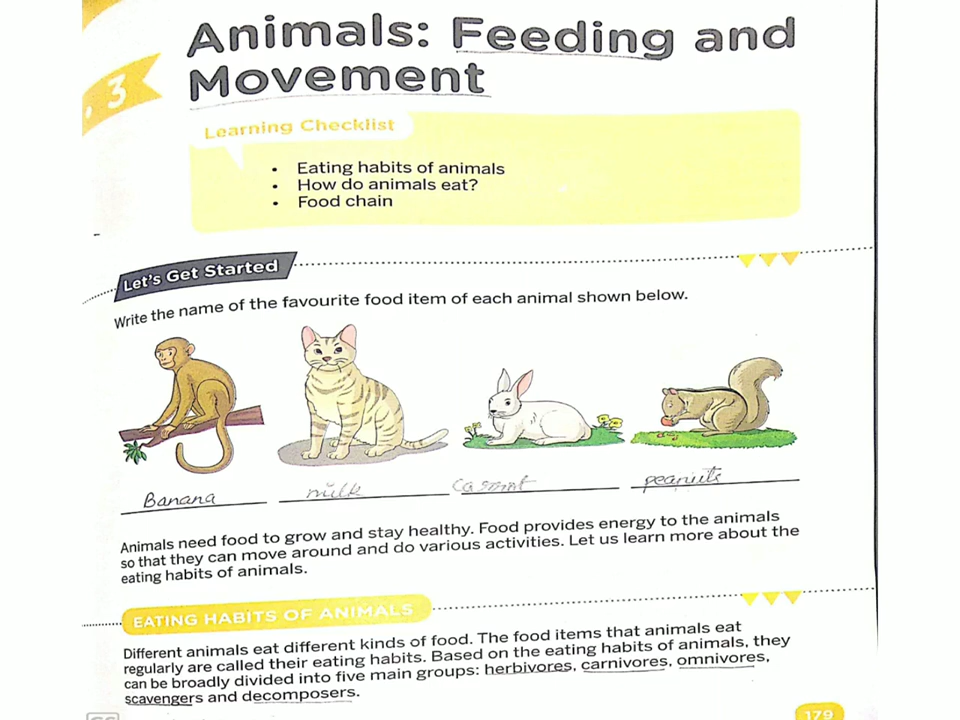 3
Animals: Feeding and
Movement
Learning Checklist
• Eating habits of animals
• How do animals eat?
• Food chain
Let's Get Started
Write the name of the favourite food item of each animal shown below.
Banana milk peanuts
Animals need food to grow and stay healthy. Food provides energy to the animals
so that they can move around and do various activities. Let us learn more about the
eating habits of animals.
EATING HABITS OF ANIMALS
Different animals eat different kinds of food. The food items that animals eat
regularly are called their eating habits. Based on the eating habits of animals, they
can be broadly divided into five main groups: herbivores, carnivores, omnivores,
scavengers and decomposers.
179